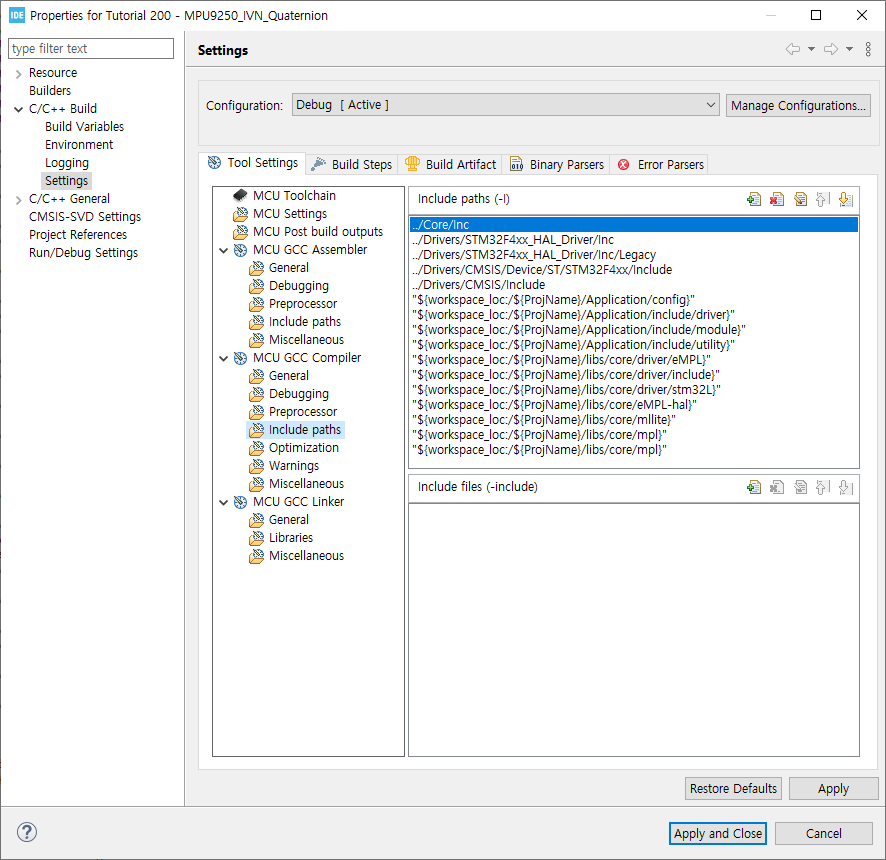 IDE Properties for Tutorial 200 - MPU9250_IVN_Quaternion
type filter text
Resource
Builders
C/C++ Build
Build Variables
Environment
Logging
Settings
C/C++ General
CMSIS-SVD Settings
Project References
Run/Debug Settings
Settings
Configuration: Debug [ Active ] Manage Configurations...
Tool Settings Build Steps Build Artifact Binary Parsers Error Parsers
MCU Toolchain
MCU Settings
MCU Post build outputs
MCU GCC Assembler
General
Debugging
Preprocessor
Include paths
Miscellaneous
MCU GCC Compiler
General
Debugging
Preprocessor
Include paths
Optimization
Warnings
Miscellaneous
MCU GCC Linker
General
Libraries
Miscellaneous
Include paths (-I)
../Core/Inc
../Drivers/STM32F4xx_HAL_Driver/Inc
../Drivers/STM32F4xx_HAL_Driver/Inc/Legacy
../Drivers/CMSIS/Device/ST/STM32F4xx/Include
../Drivers/CMSIS/Include
"${workspace_loc:/${ProjName}/Application/config}"
"${workspace_loc:/${ProjName}/Application/include/driver}"
"${workspace_loc:/${ProjName}/Application/include/module}"
"${workspace_loc:/${ProjName}/Application/include/utility}"
"${workspace_loc:/${ProjName}/libs/core/driver/eMPL}"
"${workspace_loc:/${ProjName}/libs/core/driver/include}"
"${workspace_loc:/${ProjName}/libs/core/driver/stm32L}"
"${workspace_loc:/${ProjName}/libs/core/eMPL-hal}"
"${workspace_loc:/${ProjName}/libs/core/mllite}"
"${workspace_loc:/${ProjName}/libs/core/mpl}"
"${workspace_loc:/${ProjName}/libs/core/mpl}"
Include files (-include)
Restore Defaults Apply
Apply and Close Cancel